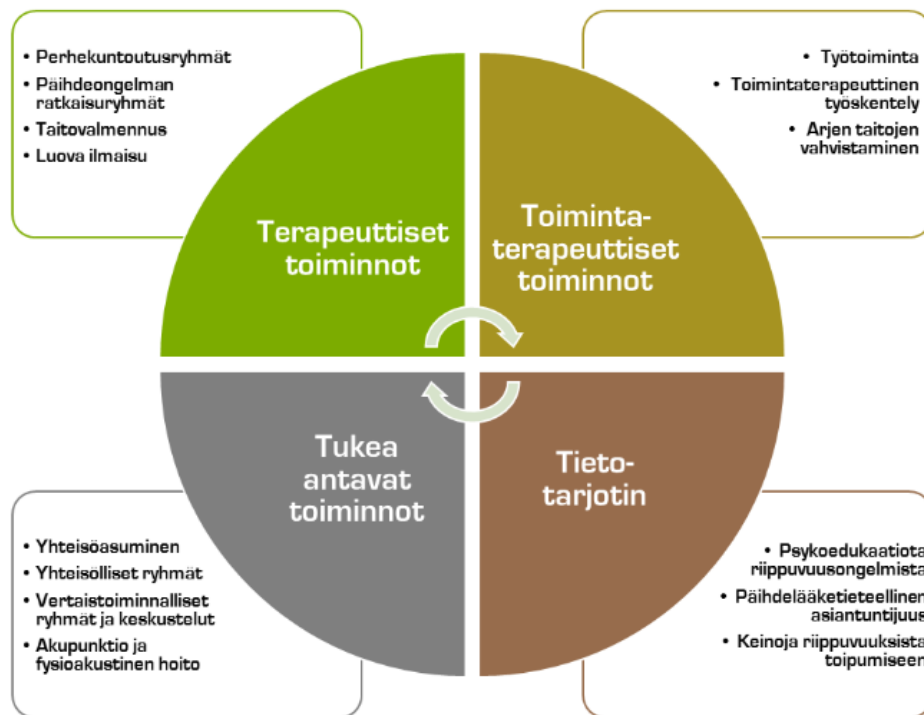 • Perhekuntoutusryhmät
• Päihdeongelman
ratkaisuryhmät
• Taitovalmennus
• Luova ilmaisu
• Työtoiminta
• Toimintaterapeuttinen
työskentely
• Arjen taitojen
vahvistaminen
Terapeuttiset
toiminnot
Toiminta-
terapeuttiset
toiminnot
Tukea
antavat
toiminnot
Tieto-
tarjotin
• Yhteisöasuminen
• Yhteisölliset ryhmät
• Vertaistoiminnalliset
ryhmät ja keskustelut
• Akupunktio ja
fysioakustinen hoito
• Psykoedukaatiota
riippuvuusongelmista
• Päihdelääketieteellinen
asiantuntijuus
• Keinoja riippuvuuksista
toipumiseen